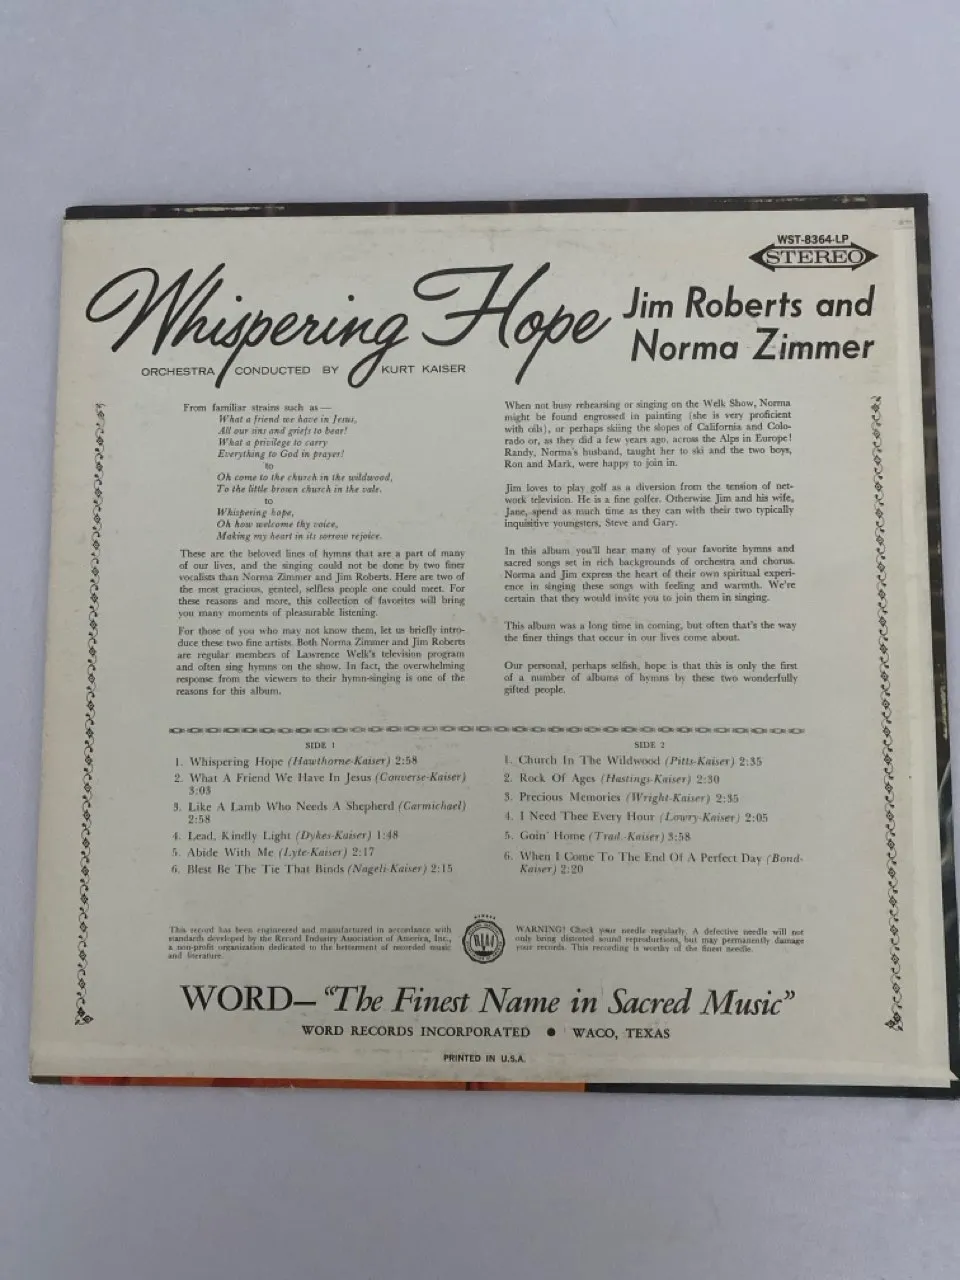 WST-8364-LP
STEREO
Whispering Hope
Jim Roberts and
Norma Zimmer
ORCHESTRA CONDUCTED BY KURT KAISER
From familiar strains such as—
What a friend we have in Jesus,
All our sins and griefs to bear!
What a privilege to carry
Everything to God in prayer!
to
Oh come to the church in the wildwood,
To the little brown church in the vale.
to
Whispering hope,
Oh how welcome thy voice,
Making my heart in its sorrow rejoice.
These are the beloved lines of hymns that are a part of many
of our lives, and the singing could not be done by two finer
vocalists than Norma Zimmer and Jim Roberts. Here are two of
the most gracious, genteel, selfless people one could meet. For
these reasons and more, this collection of favorites will bring
you many moments of pleasurable listening.
For those of you who may not know them, let us briefly intro-
duce these two fine artists. Both Norma Zimmer and Jim Roberts
are regular members of Lawrence Welk's television program
and often sing hymns on the show. In fact, the overwhelming
response from the viewers to their hymn-singing is one of the
reasons for this album.
When not busy rehearsing or singing on the Welk Show, Norma
might be found engrossed in painting (she is very proficient
with oils), or perhaps skiing the slopes of California and Colo-
rado or, as they did a few years ago, across the Alps in Europe!
Randy, Norma's husband, taught her to ski and the two boys,
Ron and Mark, were happy to join in.
Jim loves to play golf as a diversion from the tension of net-
work television. He is a fine golfer. Otherwise Jim and his wife,
Jane, spend as much time as they can with their two typically
inquisitive youngsters, Steve and Gary.
In this album you'll hear many of your favorite hymns and
sacred songs set in rich backgrounds of orchestra and chorus.
Norma and Jim express the heart of their own spiritual experi-
ence in singing these songs with feeling and warmth. We're
certain that they would invite you to join them in singing.
This album was a long time in coming, but often that's the way
the finer things that occur in our lives come about.
Our personal, perhaps selfish, hope is that this is only the first
of a number of albums of hymns by these two wonderfully
gifted people.
SIDE 1
1. Whispering Hope (Hawthorne-Kaiser) 2:58
2. What A Friend We Have In Jesus (Converse-Kaiser)
3:03
3. Like A Lamb Who Needs A Shepherd (Carmichael)
2:58
4. Lead, Kindly Light (Dykes-Kaiser) 1:48
5. Abide With Me (Lyte-Kaiser) 2:17
6. Blest Be The Tie That Binds (Nageli-Kaiser) 2:15
SIDE 2
1. Church In The Wildwood (Pitts-Kaiser) 2:35
2. Rock Of Ages (Hastings-Kaiser) 2:30
3. Precious Memories (Wright-Kaiser) 2:35
4. I Need Thee Every Hour (Lowry-Kaiser) 2:05
5. Goin' Home (Trad.-Kaiser) 3:58
6. When I Come To The End Of A Perfect Day (Bond-
Kaiser) 2:20
This record has been engineered and manufactured in accordance with
standards developed by the Record Industry Association of America, Inc.,
a non-profit organization dedicated to the betterment of recorded music
and literature.
RIAA
WARNING! Check your needle regularly. A defective needle will not
only bring distorted sound reproductions, but may permanently damage
your records. This recording is worthy of the finest needle.
WORD—"The Finest Name in Sacred Music"
WORD RECORDS INCORPORATED ● WACO, TEXAS
PRINTED IN U.S.A.